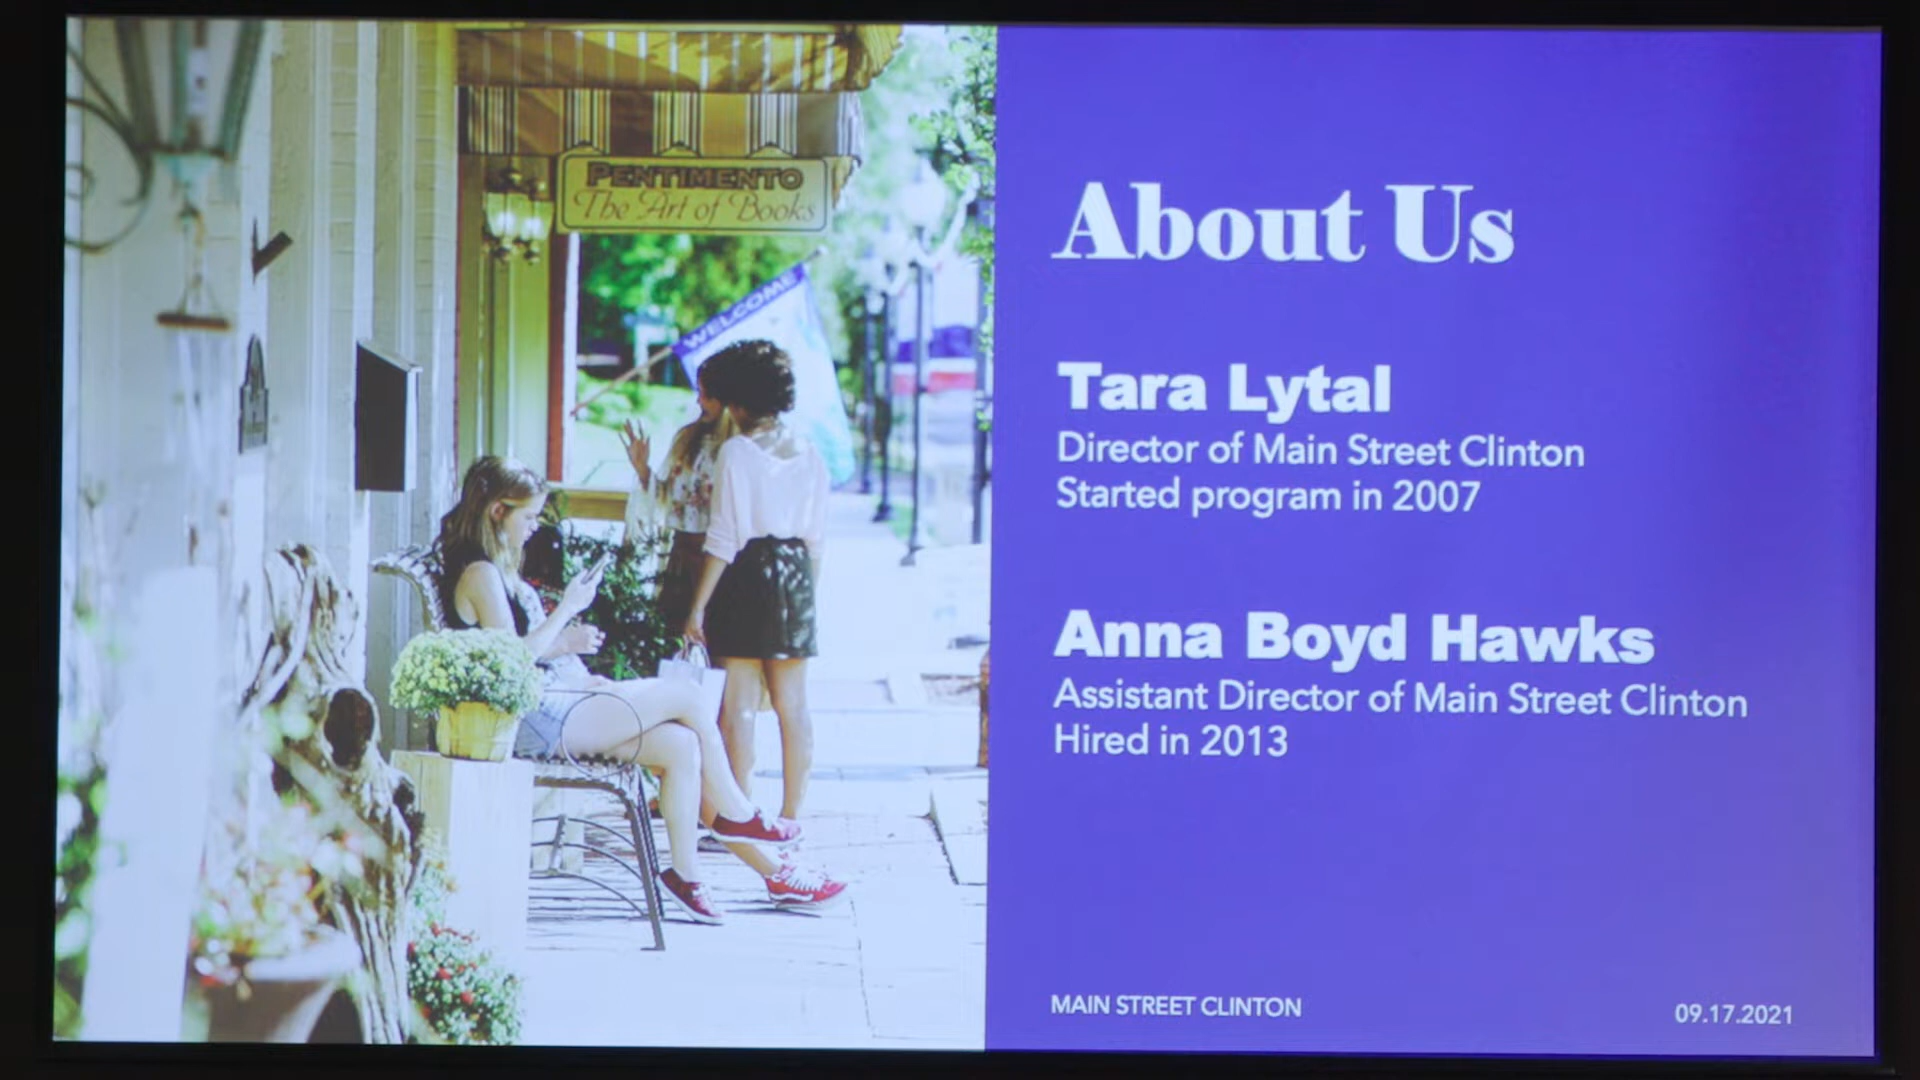 PENTIMENTO
The Art of Books
WELCOME
About Us
Tara Lytal
Director of Main Street Clinton
Started program in 2007
Anna Boyd Hawks
Assistant Director of Main Street Clinton
Hired in 2013
MAIN STREET CLINTON
09.17.2021